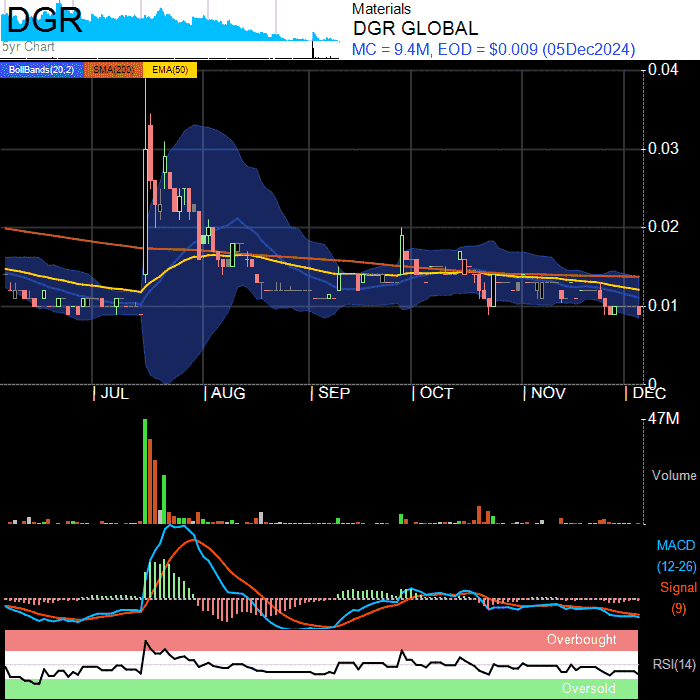 DGR
5yr Chart
Materials
DGR GLOBAL
MC = 9.4M, EOD = $0.009 (05Dec2024)
BollBands(20,2) SMA(200) EMA(50)
0.04
0.03
0.02
0.01
0
JUL AUG SEP OCT NOV DEC
47M
Volume
MACD
(12-26)
Signal
(9)
Overbought
RSI(14)
Oversold